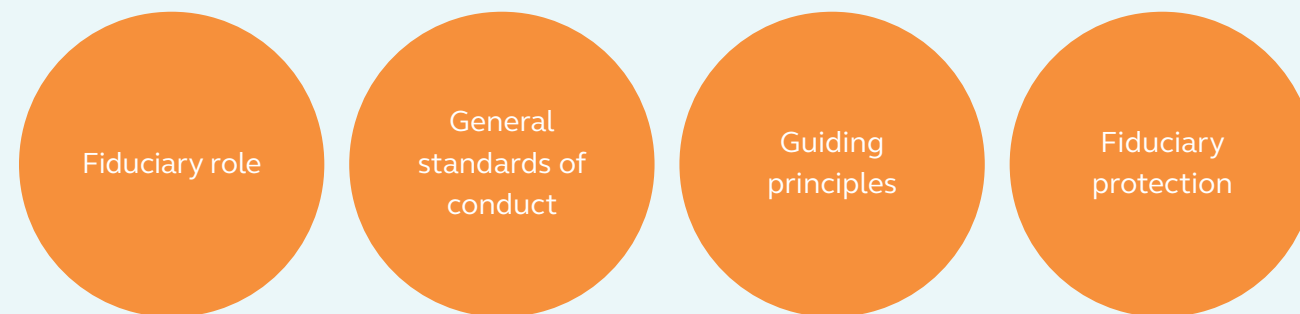 Fiduciary role
General
standards of
conduct
Guiding
principles
Fiduciary
protection